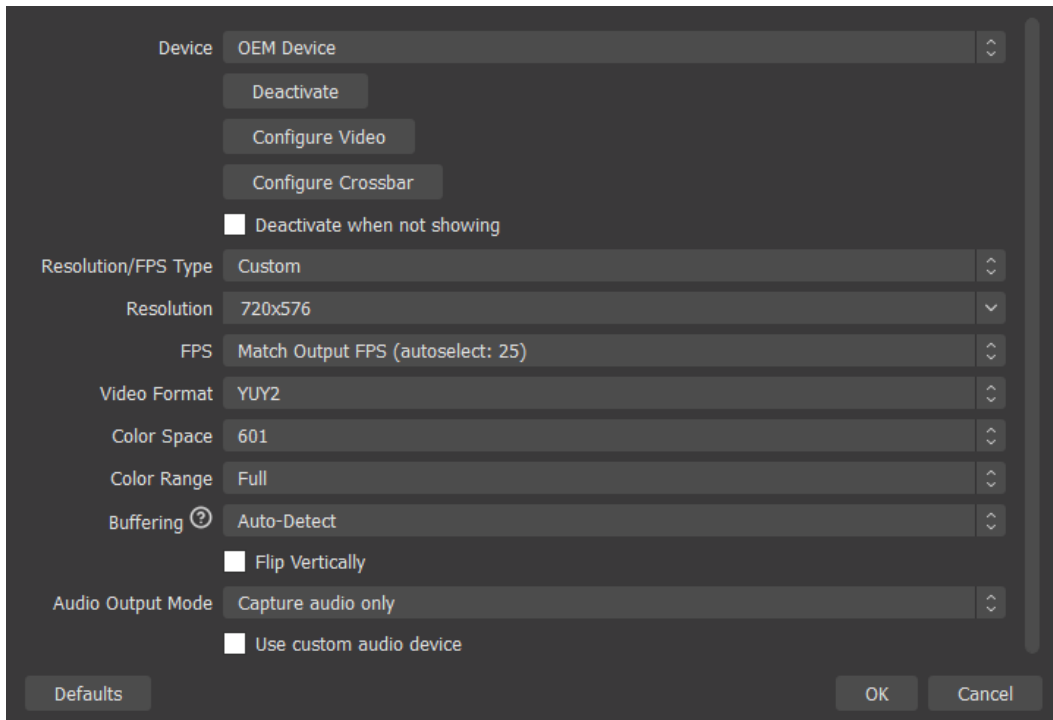 Device OEM Device
Deactivate
Configure Video
Configure Crossbar
Deactivate when not showing
Resolution/FPS Type Custom
Resolution 720x576
FPS Match Output FPS (autoselect: 25)
Video Format YUY2
Color Space 601
Color Range Full
Buffering ? Auto-Detect
Flip Vertically
Audio Output Mode Capture audio only
Use custom audio device
Defaults OK Cancel